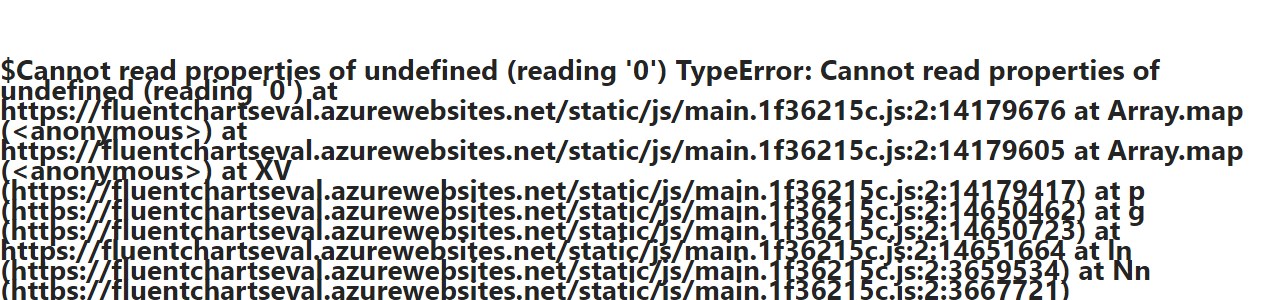 $Cannot read properties of undefined (reading '0') TypeError: Cannot read properties of
undefined (reading '0') at
https://fluentchartseval.azurewebsites.net/static/js/main.1f36215c.js:2:14179676 at Array.map
(<anonymous>) at
https://fluentchartseval.azurewebsites.net/static/js/main.1f36215c.js:2:14179605 at Array.map
(<anonymous>) at XV
(https://fluentchartseval.azurewebsites.net/static/js/main.1f36215c.js:2:14179417) at p
(https://fluentchartseval.azurewebsites.net/static/js/main.1f36215c.js:2:14650462) at g
(https://fluentchartseval.azurewebsites.net/static/js/main.1f36215c.js:2:14650723) at
https://fluentchartseval.azurewebsites.net/static/js/main.1f36215c.js:2:14651664 at In
(https://fluentchartseval.azurewebsites.net/static/js/main.1f36215c.js:2:3659534) at Nn
(https://fluentchartseval.azurewebsites.net/static/js/main.1f36215c.js:2:3667721)